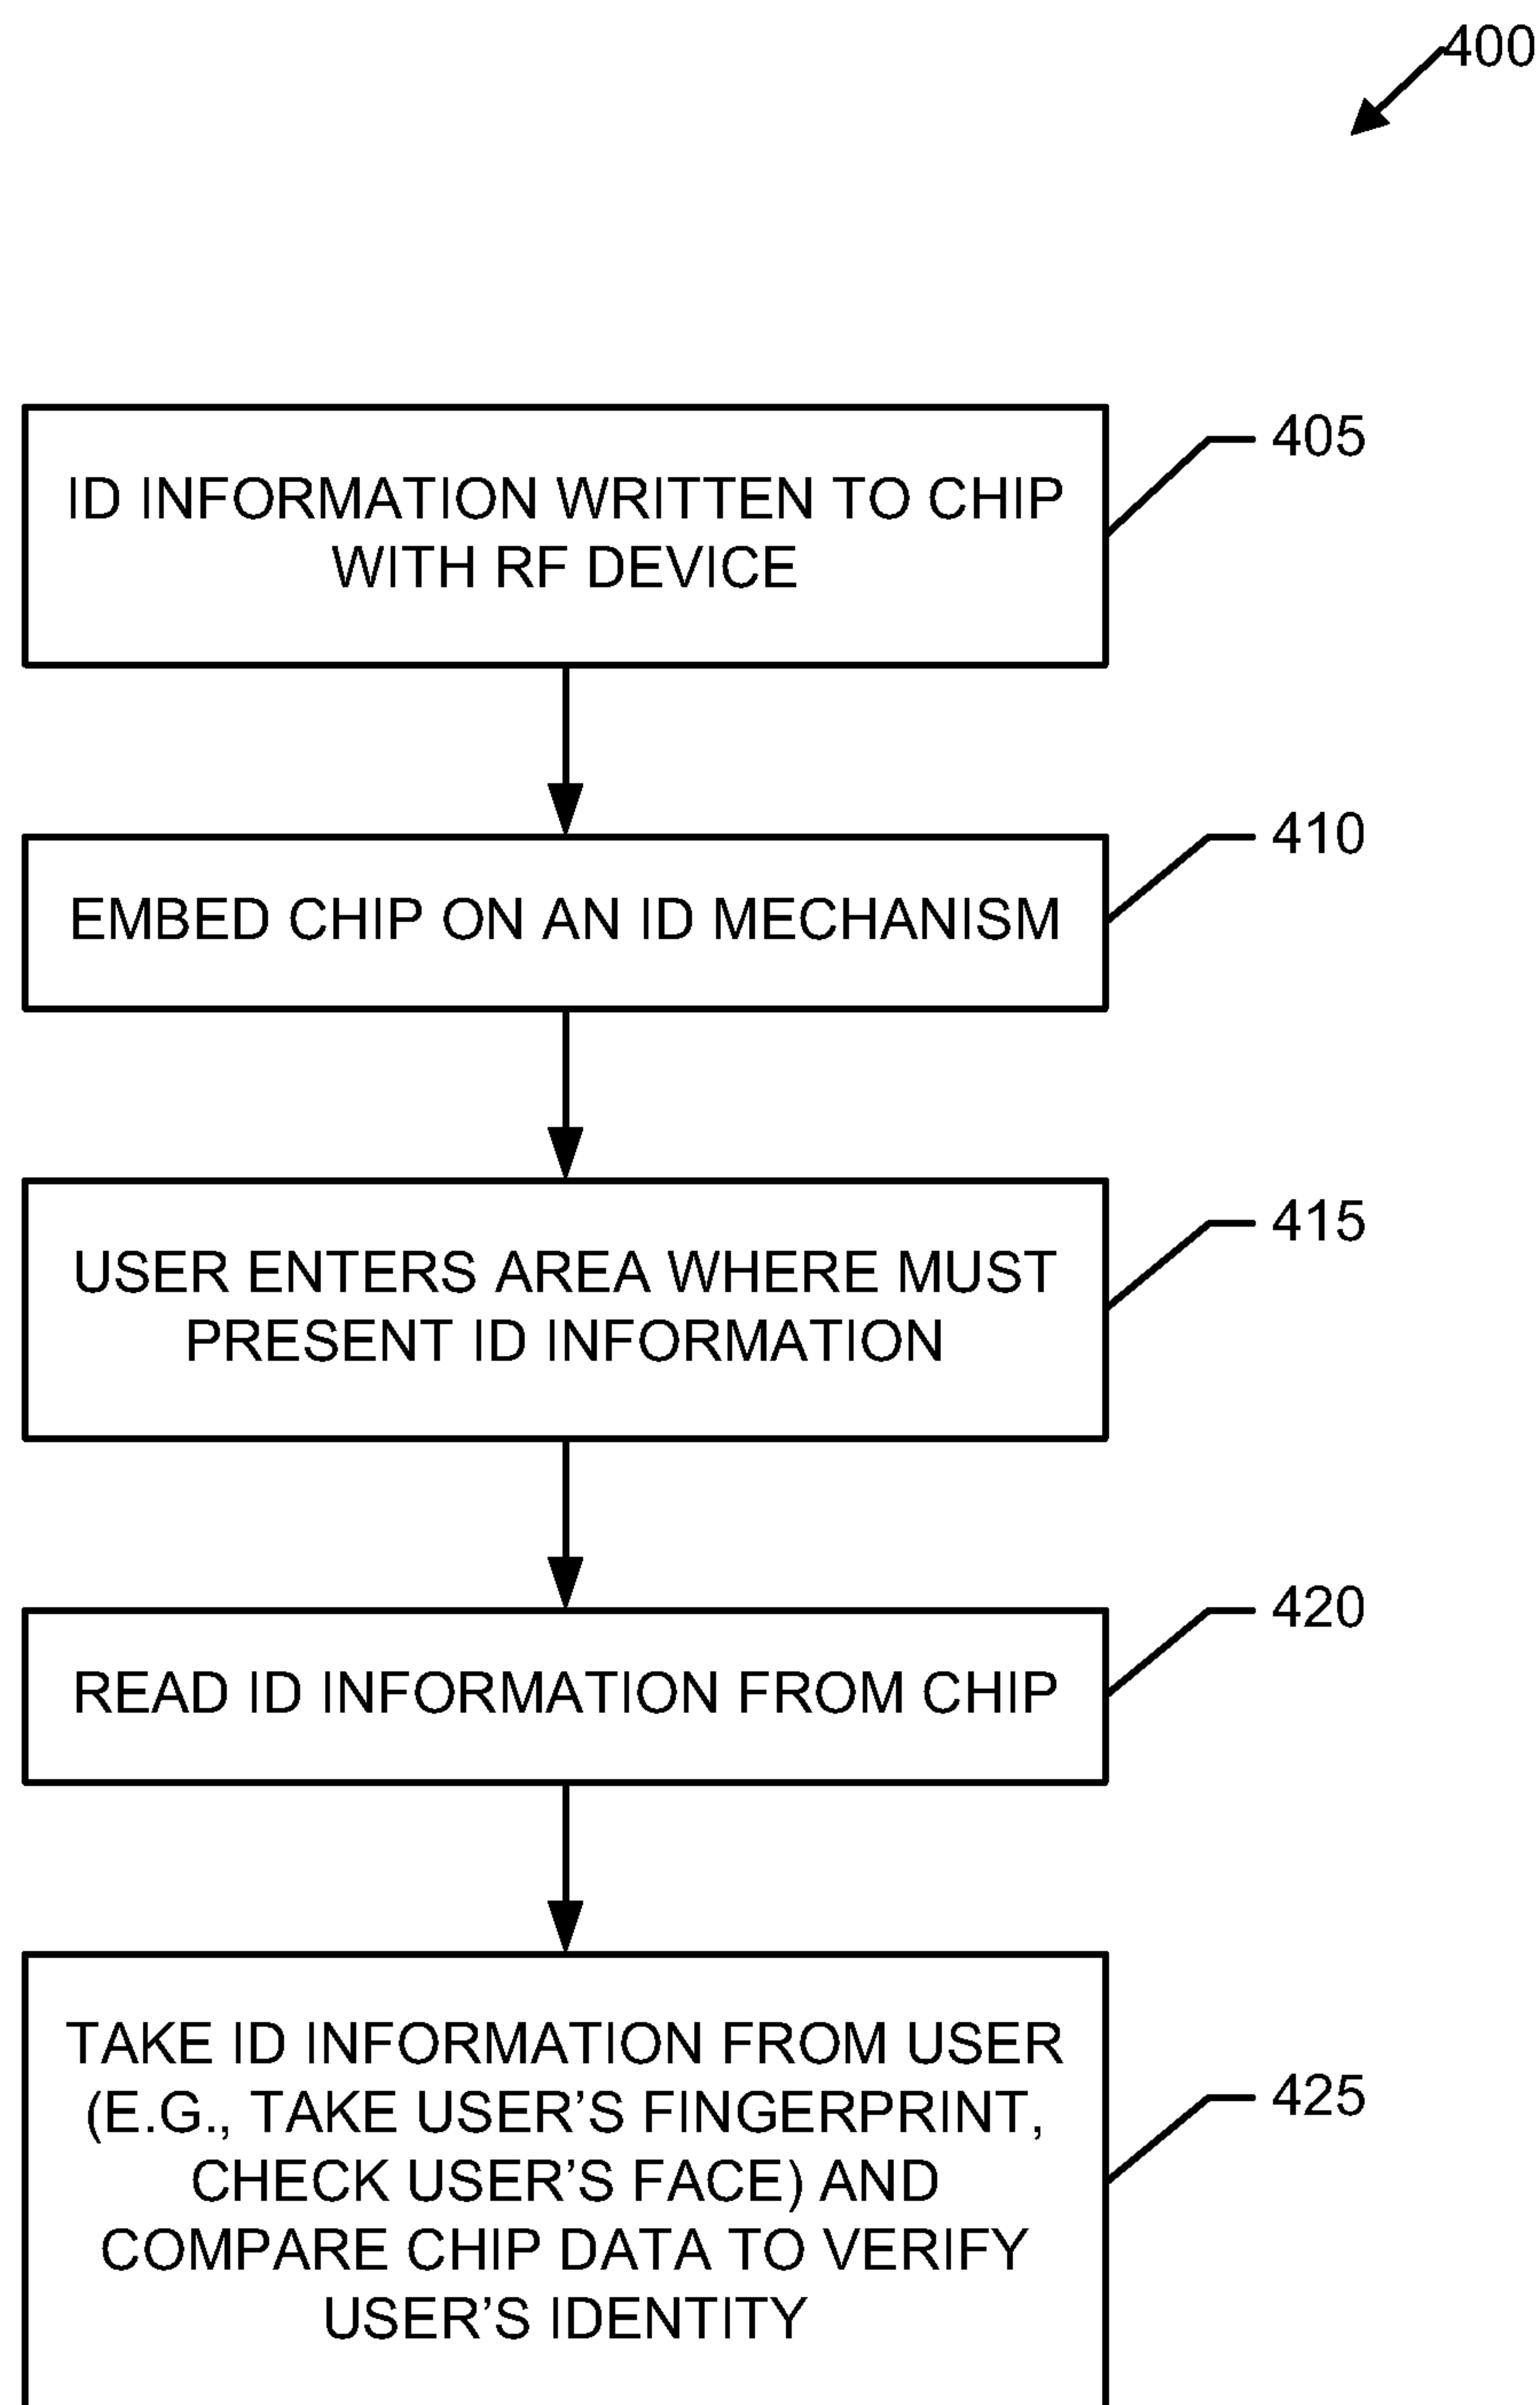 400
ID INFORMATION WRITTEN TO CHIP
WITH RF DEVICE
405
EMBED CHIP ON AN ID MECHANISM
410
USER ENTERS AREA WHERE MUST
PRESENT ID INFORMATION
415
READ ID INFORMATION FROM CHIP
420
TAKE ID INFORMATION FROM USER
(E.G., TAKE USER’S FINGERPRINT,
CHECK USER’S FACE) AND
COMPARE CHIP DATA TO VERIFY
USER’S IDENTITY
425